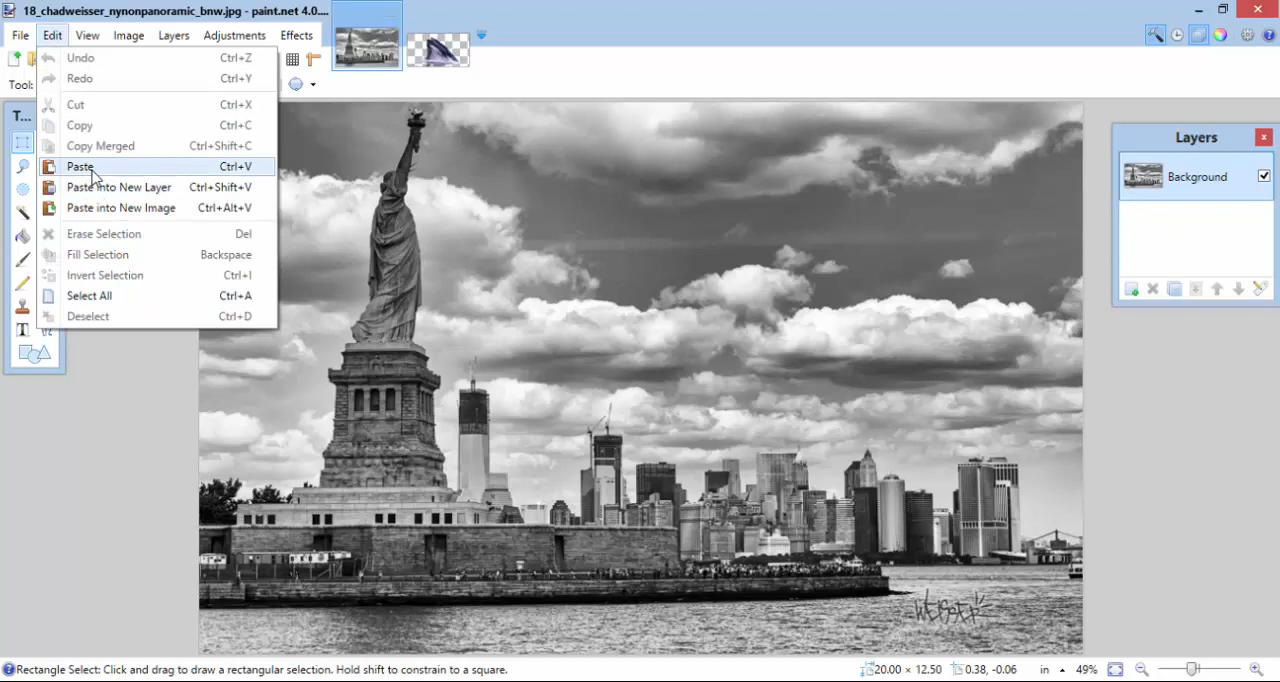 18_chadweisser_nynonpanoramic_bnw.jpg - paint.net 4.0....
File Edit View Image Layers Adjustments Effects
Tool:
Undo Ctrl+Z
Redo Ctrl+Y
Cut Ctrl+X
Copy Ctrl+C
Copy Merged Ctrl+Shift+C
Paste Ctrl+V
Paste into New Layer Ctrl+Shift+V
Paste into New Image Ctrl+Alt+V
Erase Selection Del
Fill Selection Backspace
Invert Selection Ctrl+I
Select All Ctrl+A
Deselect Ctrl+D
T...
Layers
Background
WEISSER
Rectangle Select: Click and drag to draw a rectangular selection. Hold shift to constrain to a square.
20.00 × 12.50 0.38, -0.06 in 49%